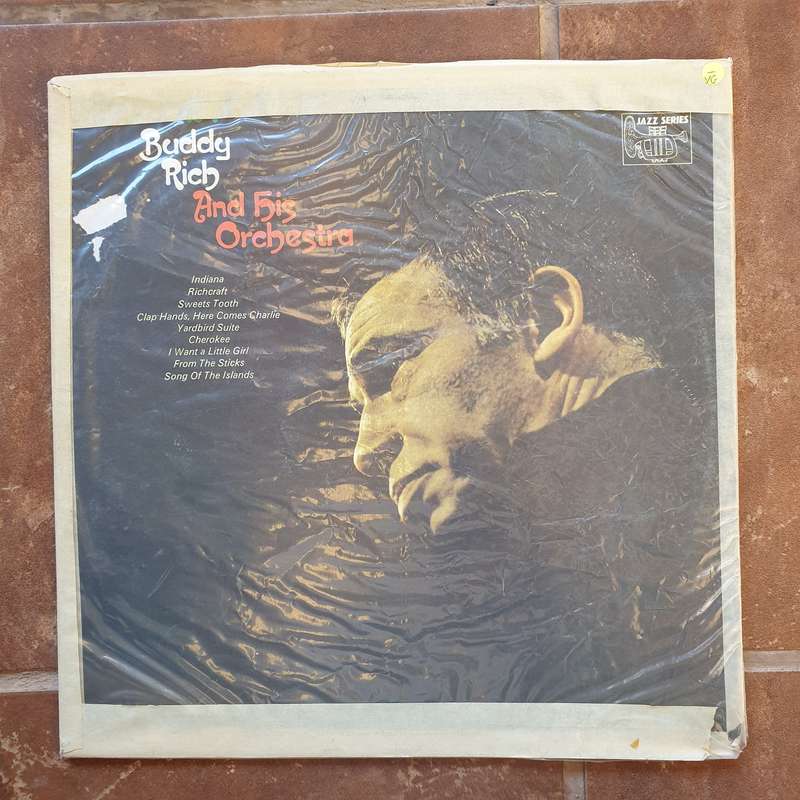 VG
JAZZ SERIES
Buddy
Rich
And his
Orchestra
Indiana
Richcraft
Sweets Tooth
Clap Hands, Here Comes Charlie
Yardbird Suite
Cherokee
I Want a Little Girl
From The Sticks
Song Of The Islands